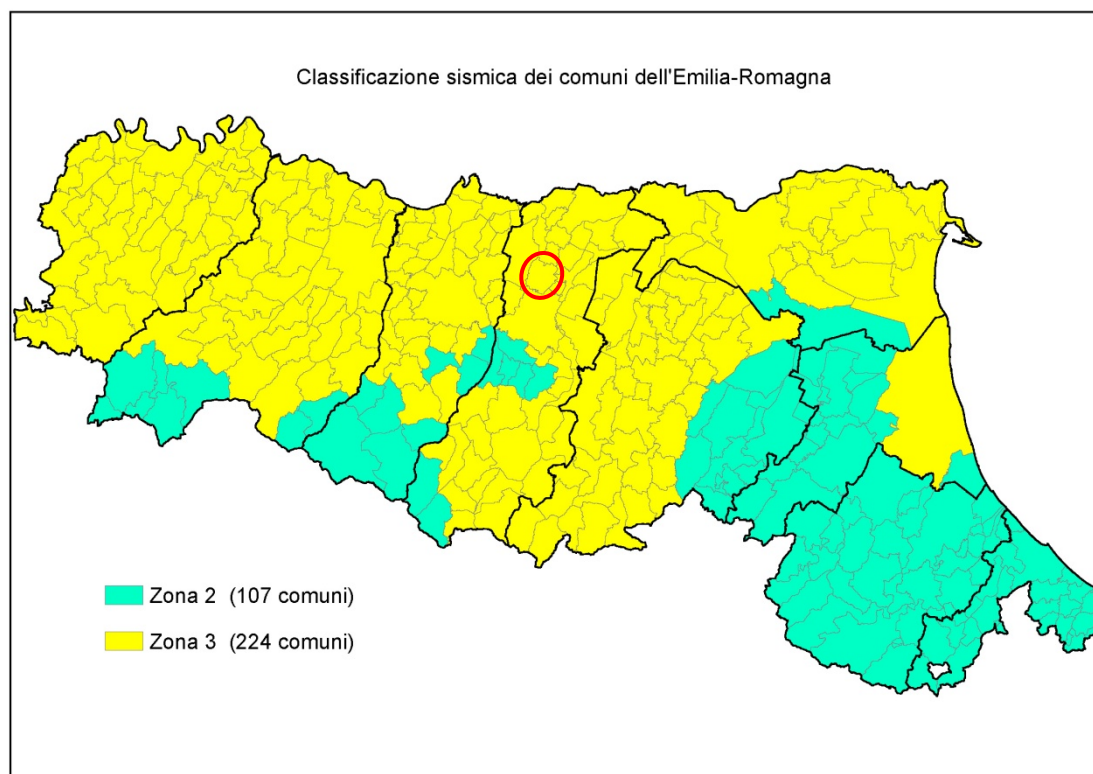 Classificazione sismica dei comuni dell'Emilia-Romagna
Zona 2 (107 comuni)
Zona 3 (224 comuni)